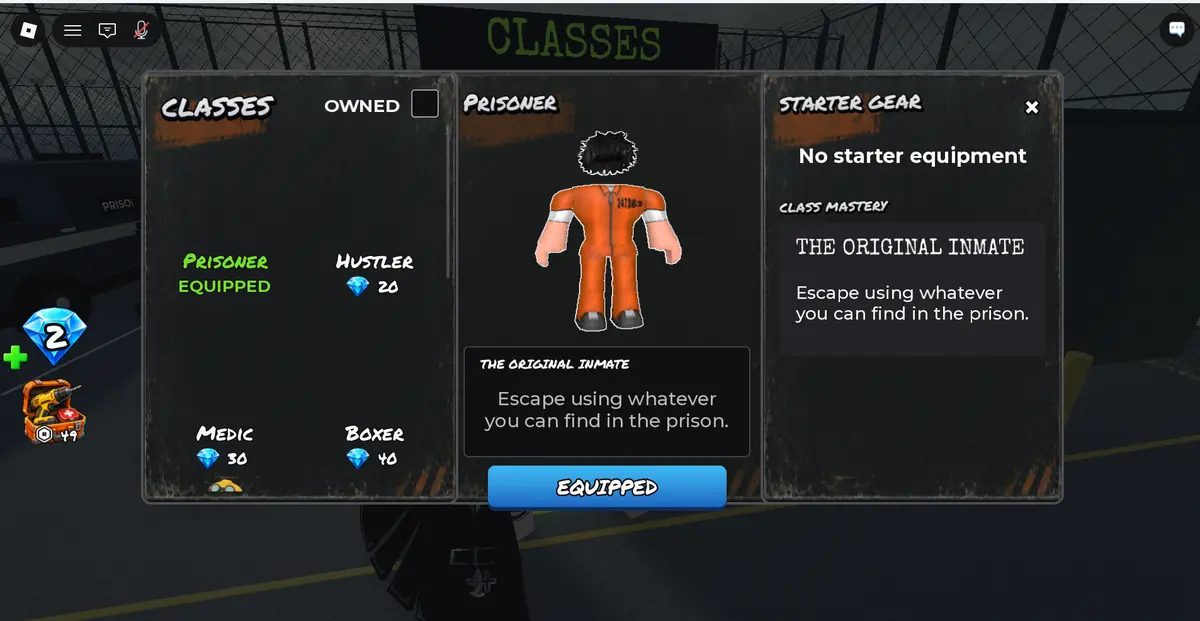 CLASSES
CLASSES
OWNED
PRISONER
EQUIPPED
HUSTLER
20
MEDIC
30
BOXER
40
PRISONER
THE ORIGINAL INMATE
Escape using whatever
you can find in the prison.
EQUIPPED
STARTER GEAR
No starter equipment
CLASS MASTERY
THE ORIGINAL INMATE
Escape using whatever
you can find in the prison.
2
49